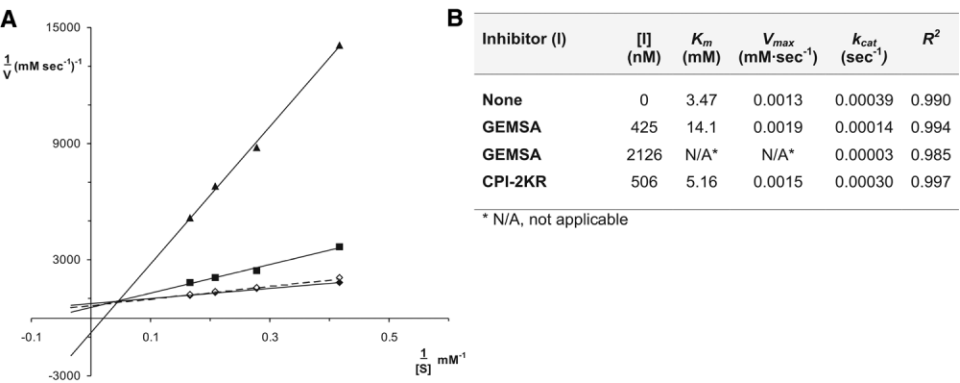 A
15000
1/V (mM sec⁻¹)⁻¹
9000
3000
-0.1
0.1
0.3
0.5
1/[S] mM⁻¹
-3000
B
Inhibitor (I) [I] (nM) Km (mM) Vmax (mM·sec⁻¹) kcat (sec⁻¹) R²
None 0 3.47 0.0013 0.00039 0.990
GEMSA 425 14.1 0.0019 0.00014 0.994
GEMSA 2126 N/A* N/A* 0.00003 0.985
CPI-2KR 506 5.16 0.0015 0.00030 0.997
* N/A, not applicable